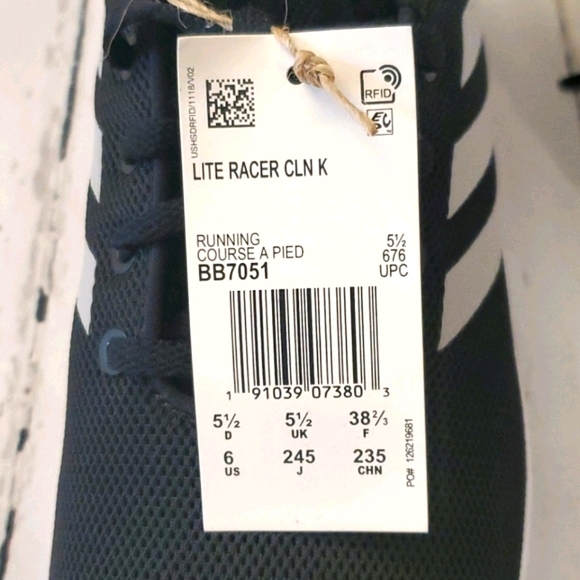 USHSDRFID/1118/V02
RFID
LITE RACER CLN K
RUNNING
COURSE A PIED
BB7051
5½
676
UPC
1 91039 07380 3
5½ 5½ 38⅔
D UK F
6 245 235
US J CHN
PO# 126219681